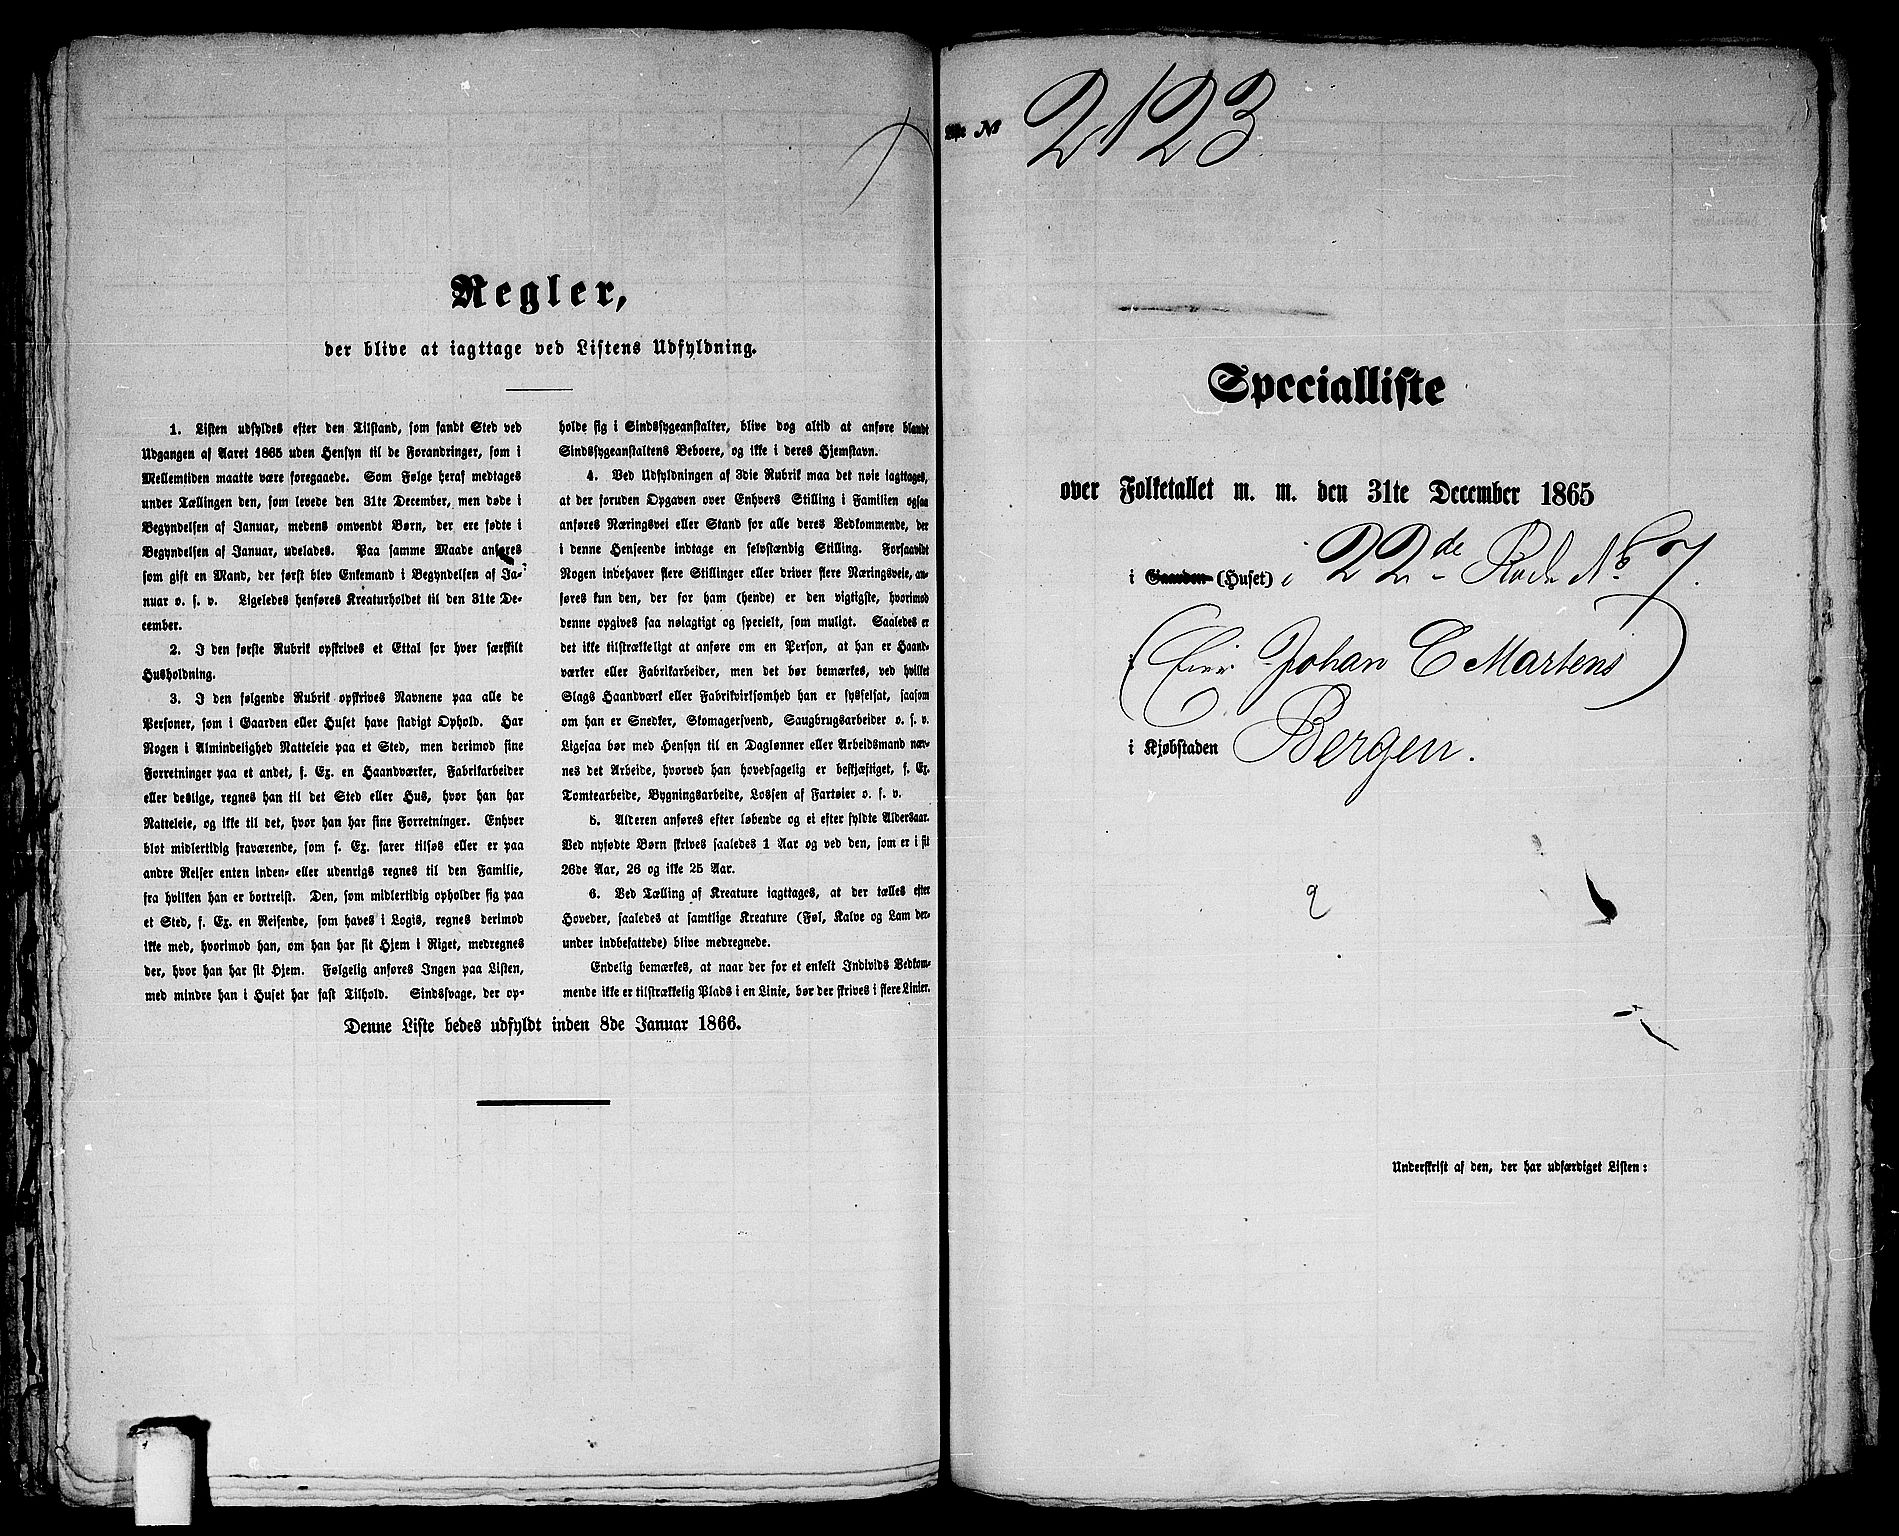 Regler,
der blive at iagttage ved Listens Udfyldning.
1. Listen udfyldes efter den Tilstand, som fandt Sted ved
Udgangen af Aaret 1865 uden Hensyn til de Forandringer, som i
Mellemtiden maatte være foregaaede. Som Følge heraf medtages
under Tællingen den, som levede den 31te December, men døde i
Begyndelsen af Januar, medens omvendt Børn, der ere fødte i
Begyndelsen af Januar, udelades. Paa samme Maade anføres
som gift en Mand, der først blev Enkemand i Begyndelsen af Ja-
nuar o. s. v. Ligeledes henføres Kreaturholdet til den 31te De-
cember.
2. I den første Rubrik opskrives et Ettal for hver særskilt
Husholdning.
3. I den følgende Rubrik opskrives Navnene paa alle de
Personer, som i Gaarden eller Huset have stadigt Ophold. Har
Nogen i Almindelighed Natteleie paa et Sted, men derimod sine
Forretninger paa et andet, f. Ex. en Haandværker, Fabrikarbeider
eller deslige, regnes han til det Sted eller Hus, hvor han har
Natteleie, og ikke til det, hvor han har sine Forretninger. Enhver
blot midlertidig fraværende, som f. Ex. farer tilsøs eller er paa
andre Reiser enten inden- eller udenrigs regnes til den Familie,
fra hvilken han er bortreist. Den, som midlertidig opholder sig paa
et Sted, f. Ex. en Reisende, som haves i Logis, regnes derimod
ikke med, hvorimod han, om han har sit Hjem i Riget, medregnes
der, hvor han har sit Hjem. Følgelig anføres Ingen paa Listen,
med mindre han i Huset har fast Tilhold. Sindssvage, der op-
holde sig i Sindssygeanstalter, blive dog altid at anføre blandt
Sindssygeanstaltens Beboere, og ikke i deres Hjemstavn.
4. Ved Udfyldningen af 3die Rubrik maa det nøie iagttages,
at der foruden Opgaven over Enhvers Stilling i Familien ogsaa
anføres Næringsvei eller Stand for alle deres Vedkommende, der
i denne Henseende indtage en selvstændig Stilling. Forsaavidt
Nogen indehaver flere Stillinger eller driver flere Næringsveie, an-
føres kun den, der for ham (hende) er den vigtigste, hvorimod
denne opgives saa nøiagtigt og specielt, som muligt. Saaledes er
det ikke tilstrækkeligt at anføre om en Person, at han er Haand-
værker eller Fabrikarbeider, men det bør bemærkes, ved hvilket
Slags Haandværk eller Fabrikvirksomhed han er sysselsat, saasom
om han er Snedker, Skomagersvend, Saugbrugsarbeider o. s. v.
Ligesaa bør med Hensyn til en Daglønner eller Arbeidsmand næv-
nes det Arbeide, hvorved han hovedsagelig er beskjæftiget, f. Ex.
Tomtearbeide, Bygningsarbeide, Lossen af Fartøier o. s. v.
5. Alderen anføres efter løbende og ei efter fyldte Aldersaar.
Ved nyfødte Børn skrives saaledes 1 Aar og ved den, som er i sit
26de Aar, 26 og ikke 25 Aar.
6. Ved Tælling af Kreature iagttages, at der tælles efter
Hoveder, saaledes at samtlige Kreature (Føl, Kalve og Lam der-
under indbefattede) blive medregnede.
Endelig bemærkes, at naar der for et enkelt Individs Vedkom-
mende ikke er tilstrækkelig Plads i en Linie, bør der skrives i flere Linier.
Denne Liste bedes udfyldt inden 8de Januar 1866.
№ 2123
Specialliste
over Folketallet m. m. den 31te December 1865
i Gaarden (Huset) i 22de Rode No 7.
(Eier Johan C Martens)
i Kjøbstaden Bergen.
Underskrift af den, der har udfærdiget Listen: